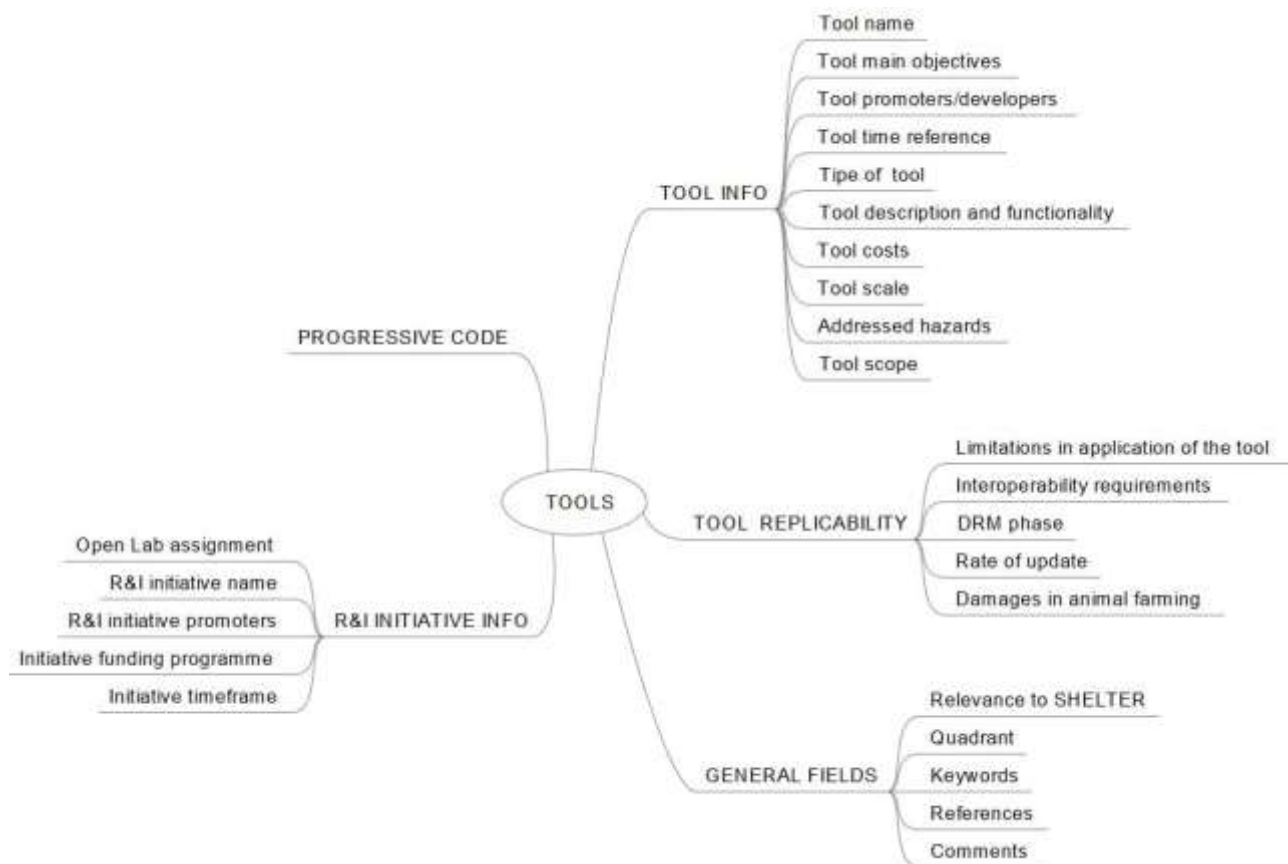 Tool name
Tool main objectives
Tool promoters/developers
Tool time reference
Tipe of tool
Tool description and functionality
Tool costs
Tool scale
Addressed hazards
Tool scope
TOOL INFO
PROGRESSIVE CODE
TOOLS
Limitations in application of the tool
Interoperability requirements
DRM phase
Rate of update
Damages in animal farming
TOOL REPLICABILITY
Open Lab assignment
R&I initiative name
R&I initiative promoters
Initiative funding programme
Initiative timeframe
R&I INITIATIVE INFO
Relevance to SHELTER
Quadrant
Keywords
References
Comments
GENERAL FIELDS